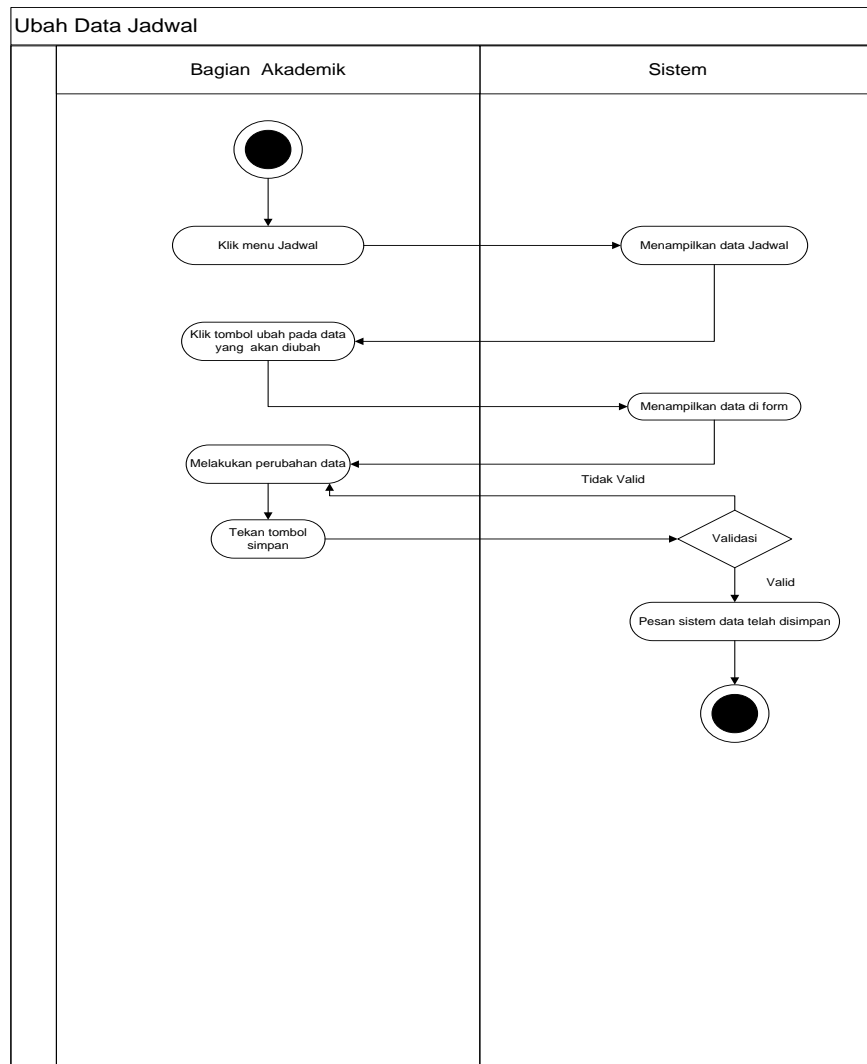 Ubah Data Jadwal
Bagian Akademik
Sistem
Klik menu Jadwal
Menampilkan data Jadwal
Klik tombol ubah pada data
yang akan diubah
Menampilkan data di form
Melakukan perubahan data
Tidak Valid
Tekan tombol
simpan
Validasi
Valid
Pesan sistem data telah disimpan